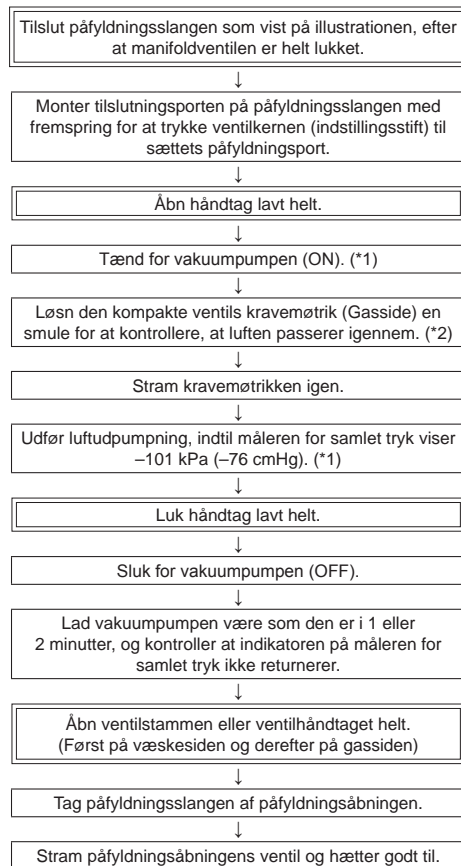 Tilslut påfyldningsslangen som vist på illustrationen, efter
at manifoldventilen er helt lukket.
↓
Monter tilslutningsporten på påfyldningsslangen med
fremspring for at trykke ventilkernen (indstillingsstift) til
sættets påfyldningsport.
↓
Åbn håndtag lavt helt.
↓
Tænd for vakuumpumpen (ON). (*1)
↓
Løsn den kompakte ventils kravemøtrik (Gasside) en
smule for at kontrollere, at luften passerer igennem. (*2)
↓
Stram kravemøtrikken igen.
↓
Udfør luftudpumpning, indtil måleren for samlet tryk viser
–101 kPa (–76 cmHg). (*1)
↓
Luk håndtag lavt helt.
↓
Sluk for vakuumpumpen (OFF).
↓
Lad vakuumpumpen være som den er i 1 eller
2 minutter, og kontroller at indikatoren på måleren for
samlet tryk ikke returnerer.
↓
Åbn ventilstammen eller ventilhåndtaget helt.
(Først på væskesiden og derefter på gassiden)
↓
Tag påfyldningsslangen af påfyldningsåbningen.
↓
Stram påfyldningsåbningens ventil og hætter godt til.